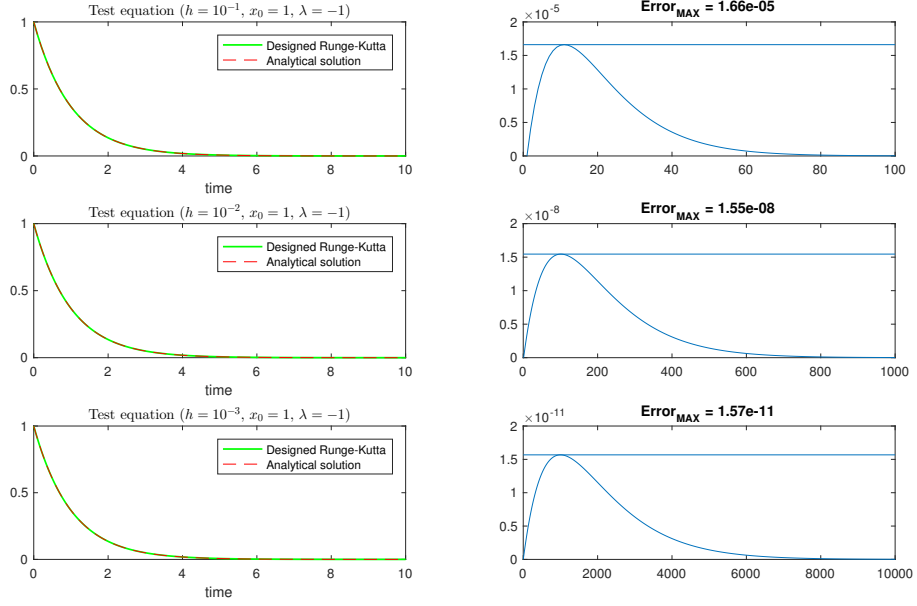 Test equation (h = 10⁻¹, x₀ = 1, λ = −1)
1
0.5
0
0 2 4 6 8 10
time
Designed Runge-Kutta
Analytical solution
×10⁻⁵ Error_MAX = 1.66e-05
2
1.5
1
0.5
0
0 20 40 60 80 100
Test equation (h = 10⁻², x₀ = 1, λ = −1)
1
0.5
0
0 2 4 6 8 10
time
Designed Runge-Kutta
Analytical solution
×10⁻⁸ Error_MAX = 1.55e-08
2
1.5
1
0.5
0
0 200 400 600 800 1000
Test equation (h = 10⁻³, x₀ = 1, λ = −1)
1
0.5
0
0 2 4 6 8 10
time
Designed Runge-Kutta
Analytical solution
×10⁻¹¹ Error_MAX = 1.57e-11
2
1.5
1
0.5
0
0 2000 4000 6000 8000 10000